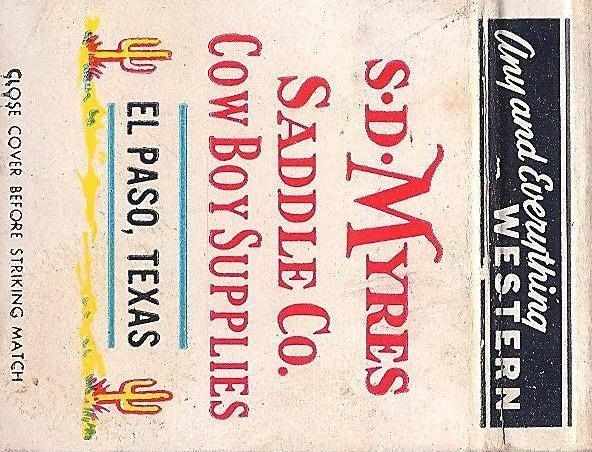 Any and Everything
WESTERN
S.D. MYRES
SADDLE CO.
COW BOY SUPPLIES
EL PASO, TEXAS
CLOSE COVER BEFORE STRIKING MATCH